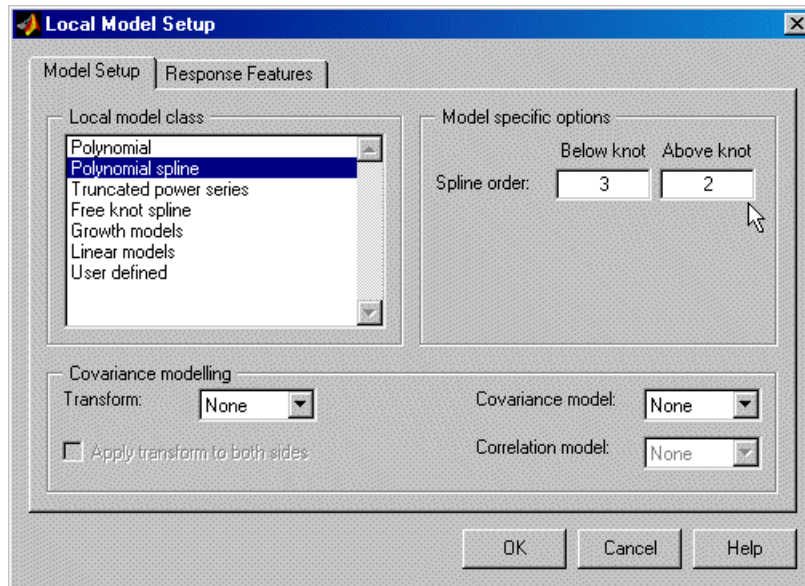 Local Model Setup
Model Setup
Response Features
Local model class
Polynomial
Polynomial spline
Truncated power series
Free knot spline
Growth models
Linear models
User defined
Model specific options
Below knot Above knot
Spline order: 3 2
Covariance modelling
Transform: None
Apply transform to both sides
Covariance model: None
Correlation model: None
OK
Cancel
Help